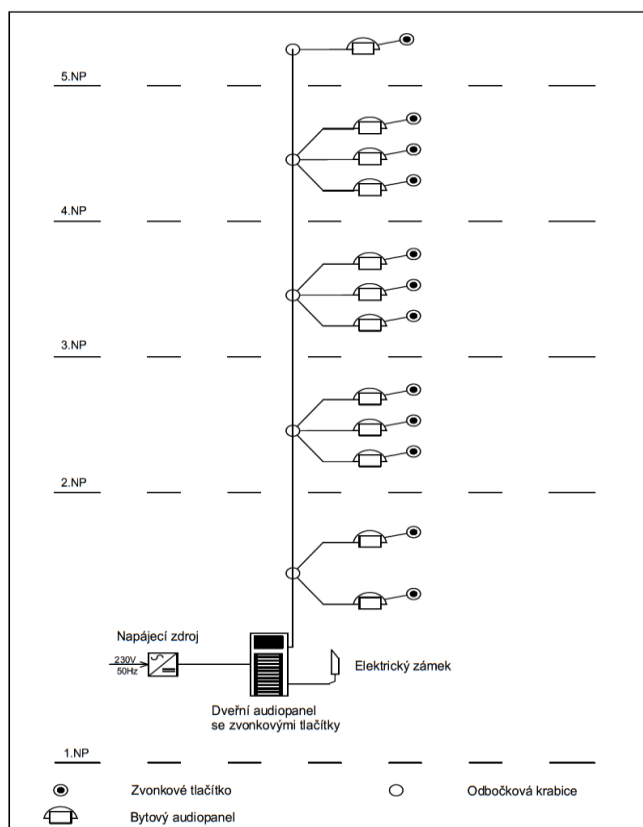 5.NP
4.NP
3.NP
2.NP
Napájecí zdroj
230V
50Hz
Elektrický zámek
Dveřní audiopanel
se zvonkovými tlačítky
1.NP
Zvonkové tlačítko
Odbočková krabice
Bytový audiopanel